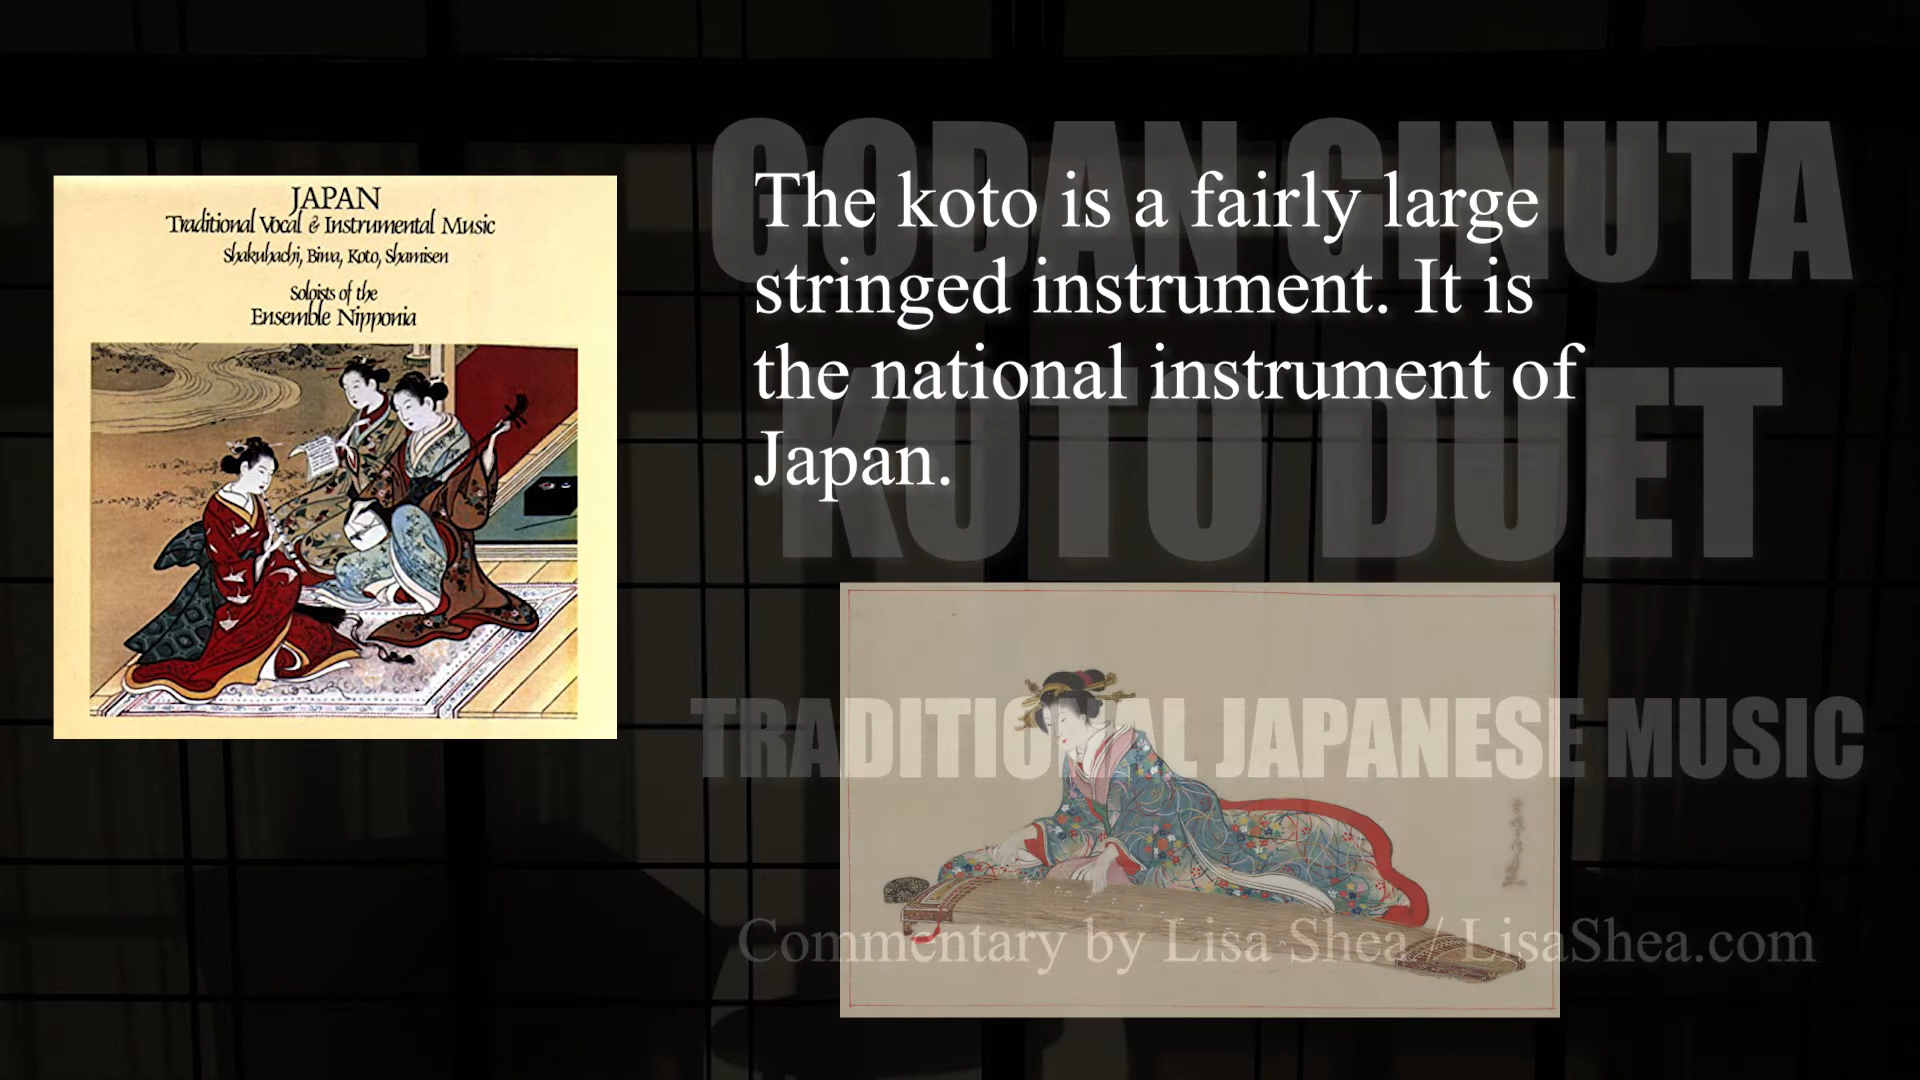 JAPAN
Traditional Vocal & Instrumental Music
Shakuhachi, Biwa, Koto, Shamisen
Soloists of the
Ensemble Nipponia
GODAN GINUTA
KOTO DUET
TRADITIONAL JAPANESE MUSIC
Commentary by Lisa Shea / LisaShea.com
The koto is a fairly large
stringed instrument. It is
the national instrument of
Japan.